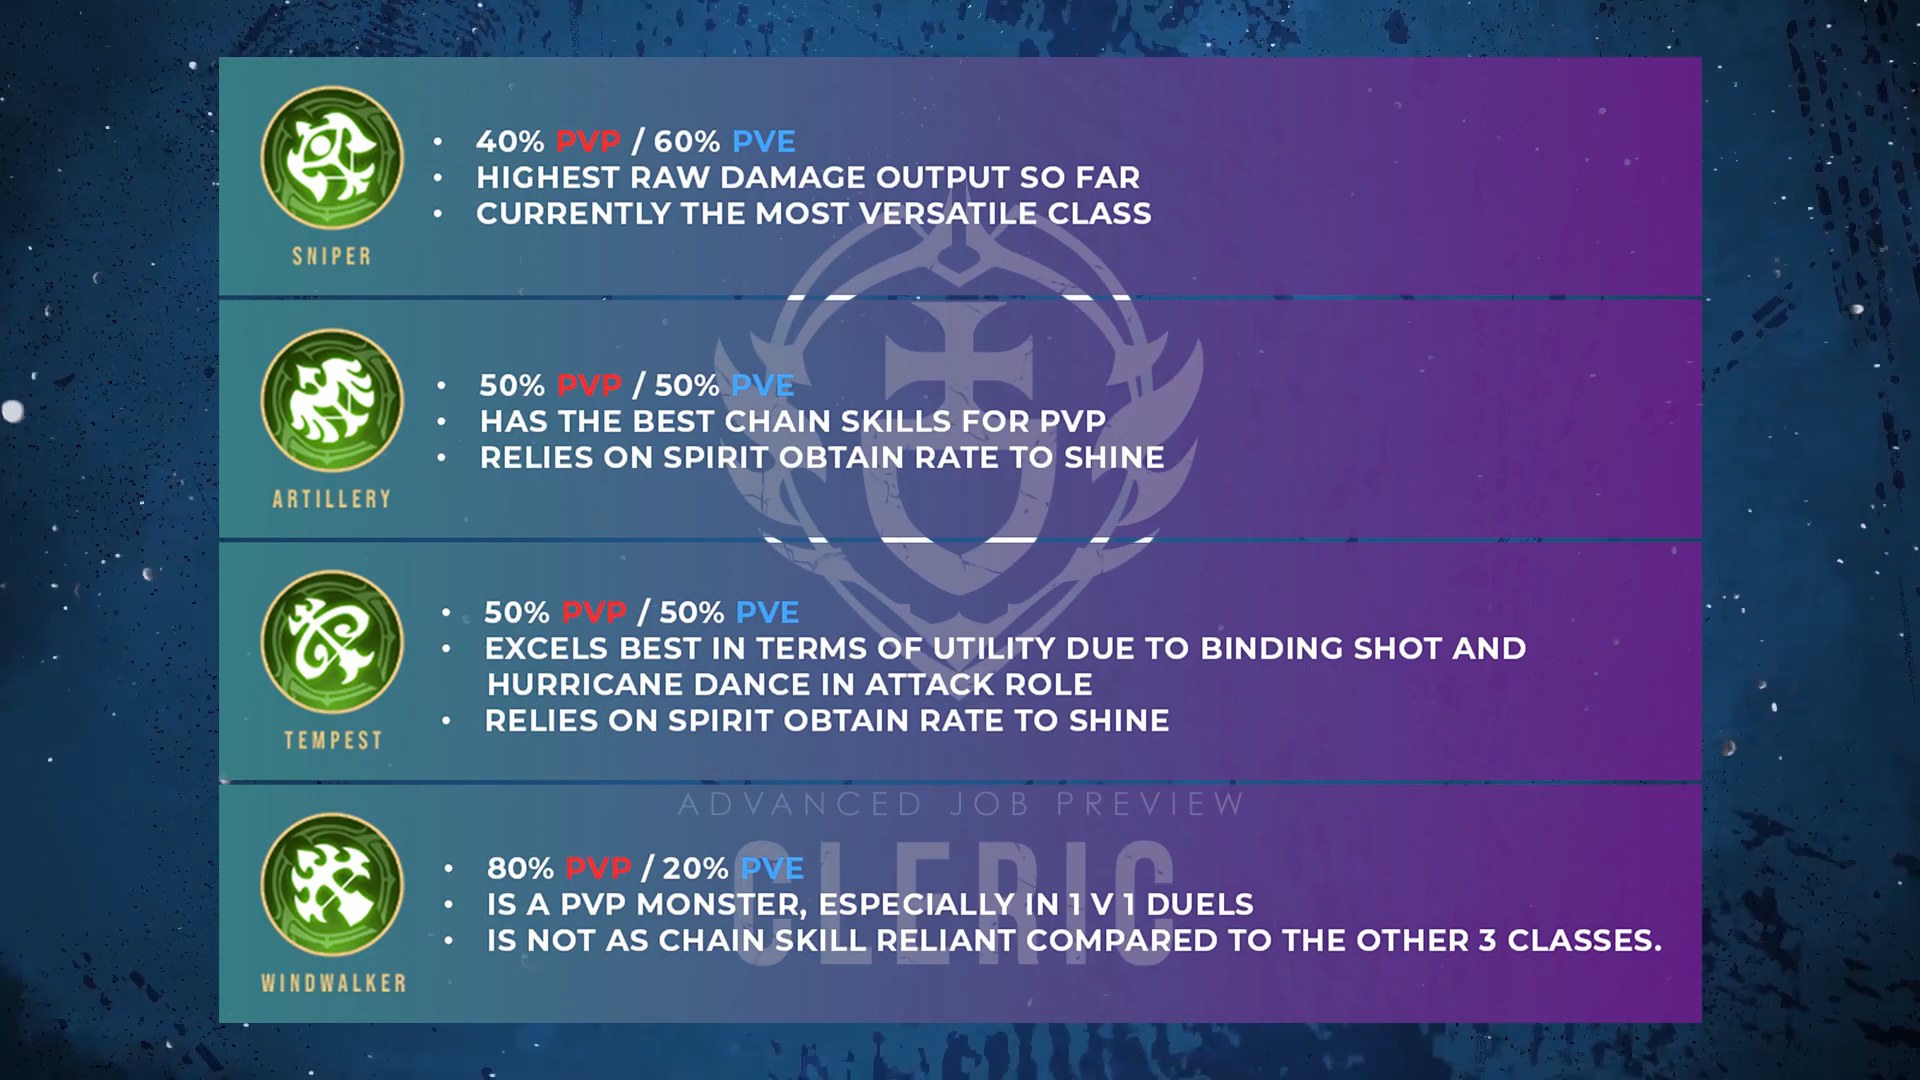 • 40% PVP / 60% PVE
• HIGHEST RAW DAMAGE OUTPUT SO FAR
• CURRENTLY THE MOST VERSATILE CLASS
SNIPER
• 50% PVP / 50% PVE
• HAS THE BEST CHAIN SKILLS FOR PVP
• RELIES ON SPIRIT OBTAIN RATE TO SHINE
ARTILLERY
• 50% PVP / 50% PVE
• EXCELS BEST IN TERMS OF UTILITY DUE TO BINDING SHOT AND
HURRICANE DANCE IN ATTACK ROLE
• RELIES ON SPIRIT OBTAIN RATE TO SHINE
TEMPEST
ADVANCED JOB PREVIEW
CLERIC
• 80% PVP / 20% PVE
• IS A PVP MONSTER, ESPECIALLY IN 1 V 1 DUELS
• IS NOT AS CHAIN SKILL RELIANT COMPARED TO THE OTHER 3 CLASSES.
WINDWALKER